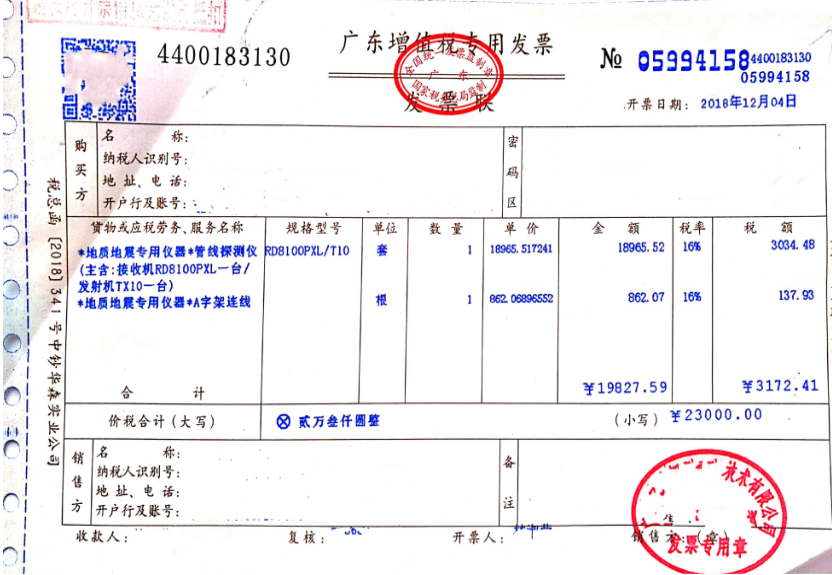 4400183130
广东增值税专用发票
发票联
全国统一发票监制章
广东
国家税务总局监制
№ 05994158
4400183130
05994158
开票日期: 2018年12月04日
税总函〔2018〕341号中钞华森实业公司
购买方
名 称:
纳税人识别号:
地址、电话:
开户行及账号:
密码区
货物或应税劳务、服务名称 规格型号 单位 数量 单价 金额 税率 税额
*地质地震专用仪器*管线探测仪 RD8100PXL/T10 套 1 18965.517241 18965.52 16% 3034.48
(主含:接收机RD8100PXL一台/
发射机TX10一台)
*地质地震专用仪器*A字架连线 根 1 862.06896552 862.07 16% 137.93
合 计 ¥19827.59 ¥3172.41
价税合计(大写) ⊗ 贰万叁仟圆整 (小写) ¥23000.00
销售方
名 称:
纳税人识别号:
地址、电话:
开户行及账号:
备注
收款人: 复核: 开票人: 销售方:(章)
术有限公司
发票专用章